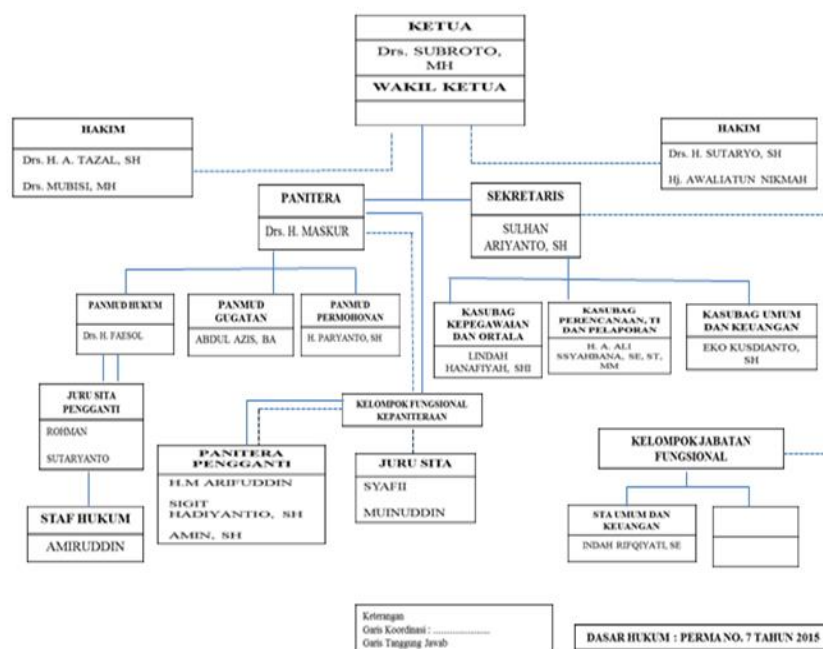 KETUA
Drs. SUBROTO,
MH
WAKIL KETUA
HAKIM
Drs. H. A. TAZAL, SH
Drs. MUBISI, MH
HAKIM
Drs. H. SUTARYO, SH
Hj. AWALIATUN NIKMAH
PANITERA
Drs. H. MASKUR
SEKRETARIS
SULHAN
ARIYANTO, SH
PANMUD HUKUM
Drs. H. FAESOL
PANMUD
GUGATAN
ABDUL AZIS, BA
PANMUD
PERMOHONAN
H. PARYANTO, SH
KASUBAG
KEPEGAWAIAN
DAN ORTALA
LINDAH
HANAFIYAH, SHI
KASUBAG
PERENCANAAN, TI
DAN PELAPORAN
H. A. ALI
SSYAHBANA, SE, ST,
MM
KASUBAG UMUM
DAN KEUANGAN
EKO KUSDIANTO,
SH
JURU SITA
PENGGANTI
ROHMAN
SUTARYANTO
KELOMPOK FUNGSIONAL
KEPANITERAAN
STAF HUKUM
AMIRUDDIN
PANITERA
PENGGANTI
H.M ARIFUDDIN
SIGIT
HADIYANTIO, SH
AMIN, SH
JURU SITA
SYAFII
MUINUDDIN
KELOMPOK JABATAN
FUNGSIONAL
STA UMUM DAN
KEUANGAN
INDAH RIFQIYATI, SE
Keterangan
Garis Koordinasi : ........................
Garis Tanggung Jawab
DASAR HUKUM : PERMA NO. 7 TAHUN 2015